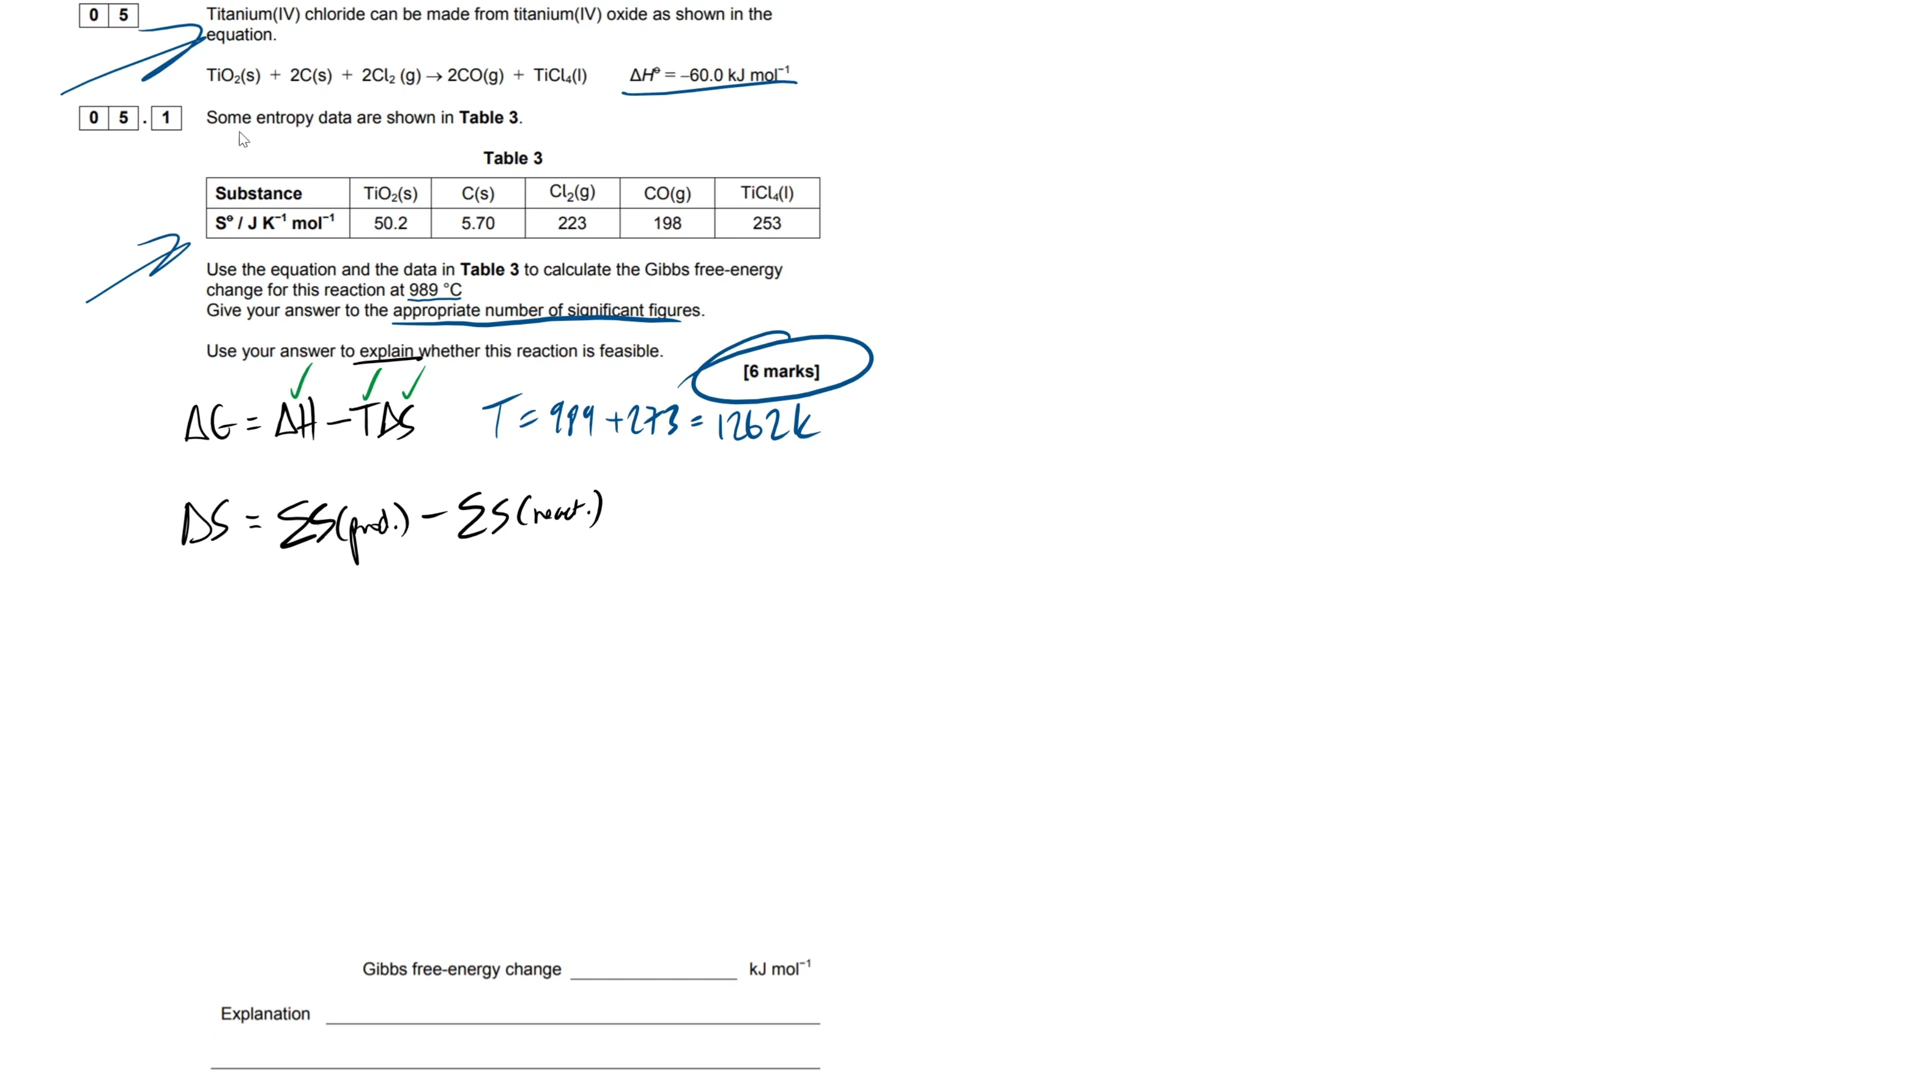 0 5 Titanium(IV) chloride can be made from titanium(IV) oxide as shown in the
equation.
TiO₂(s) + 2C(s) + 2Cl₂ (g) → 2CO(g) + TiCl₄(l) ΔH⦵ = –60.0 kJ mol⁻¹
0 5 . 1 Some entropy data are shown in Table 3.
Table 3
Substance TiO₂(s) C(s) Cl₂(g) CO(g) TiCl₄(l)
S⦵ / J K⁻¹ mol⁻¹ 50.2 5.70 223 198 253
Use the equation and the data in Table 3 to calculate the Gibbs free-energy
change for this reaction at 989 °C
Give your answer to the appropriate number of significant figures.
Use your answer to explain whether this reaction is feasible.
[6 marks]
ΔG = ΔH – TΔS T = 989 + 273 = 1262 K
ΔS = ΣS(prod.) – ΣS(react.)
Gibbs free-energy change ________ kJ mol⁻¹
Explanation ________